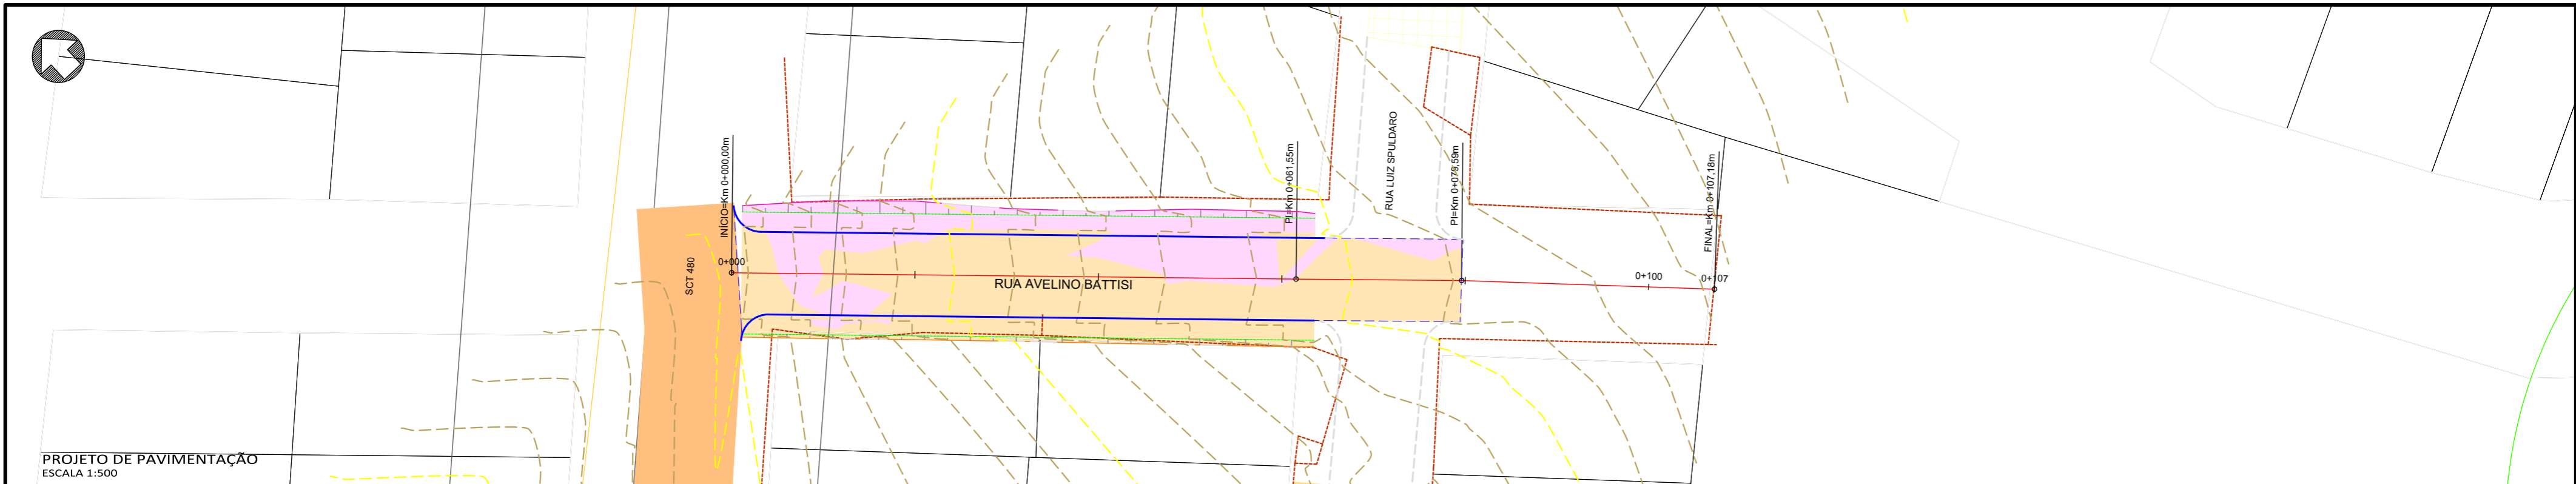 INÍCIO=Km 0+000,00m
SCT 480
0+000
RUA AVELINO BATTISI
PI=Km 0+061,55m
RUA LUIZ SPULDARO
PI=Km 0+079,59m
0+100
FINAL=Km 0+107,18m
0+107
PROJETO DE PAVIMENTAÇÃO
ESCALA 1:500